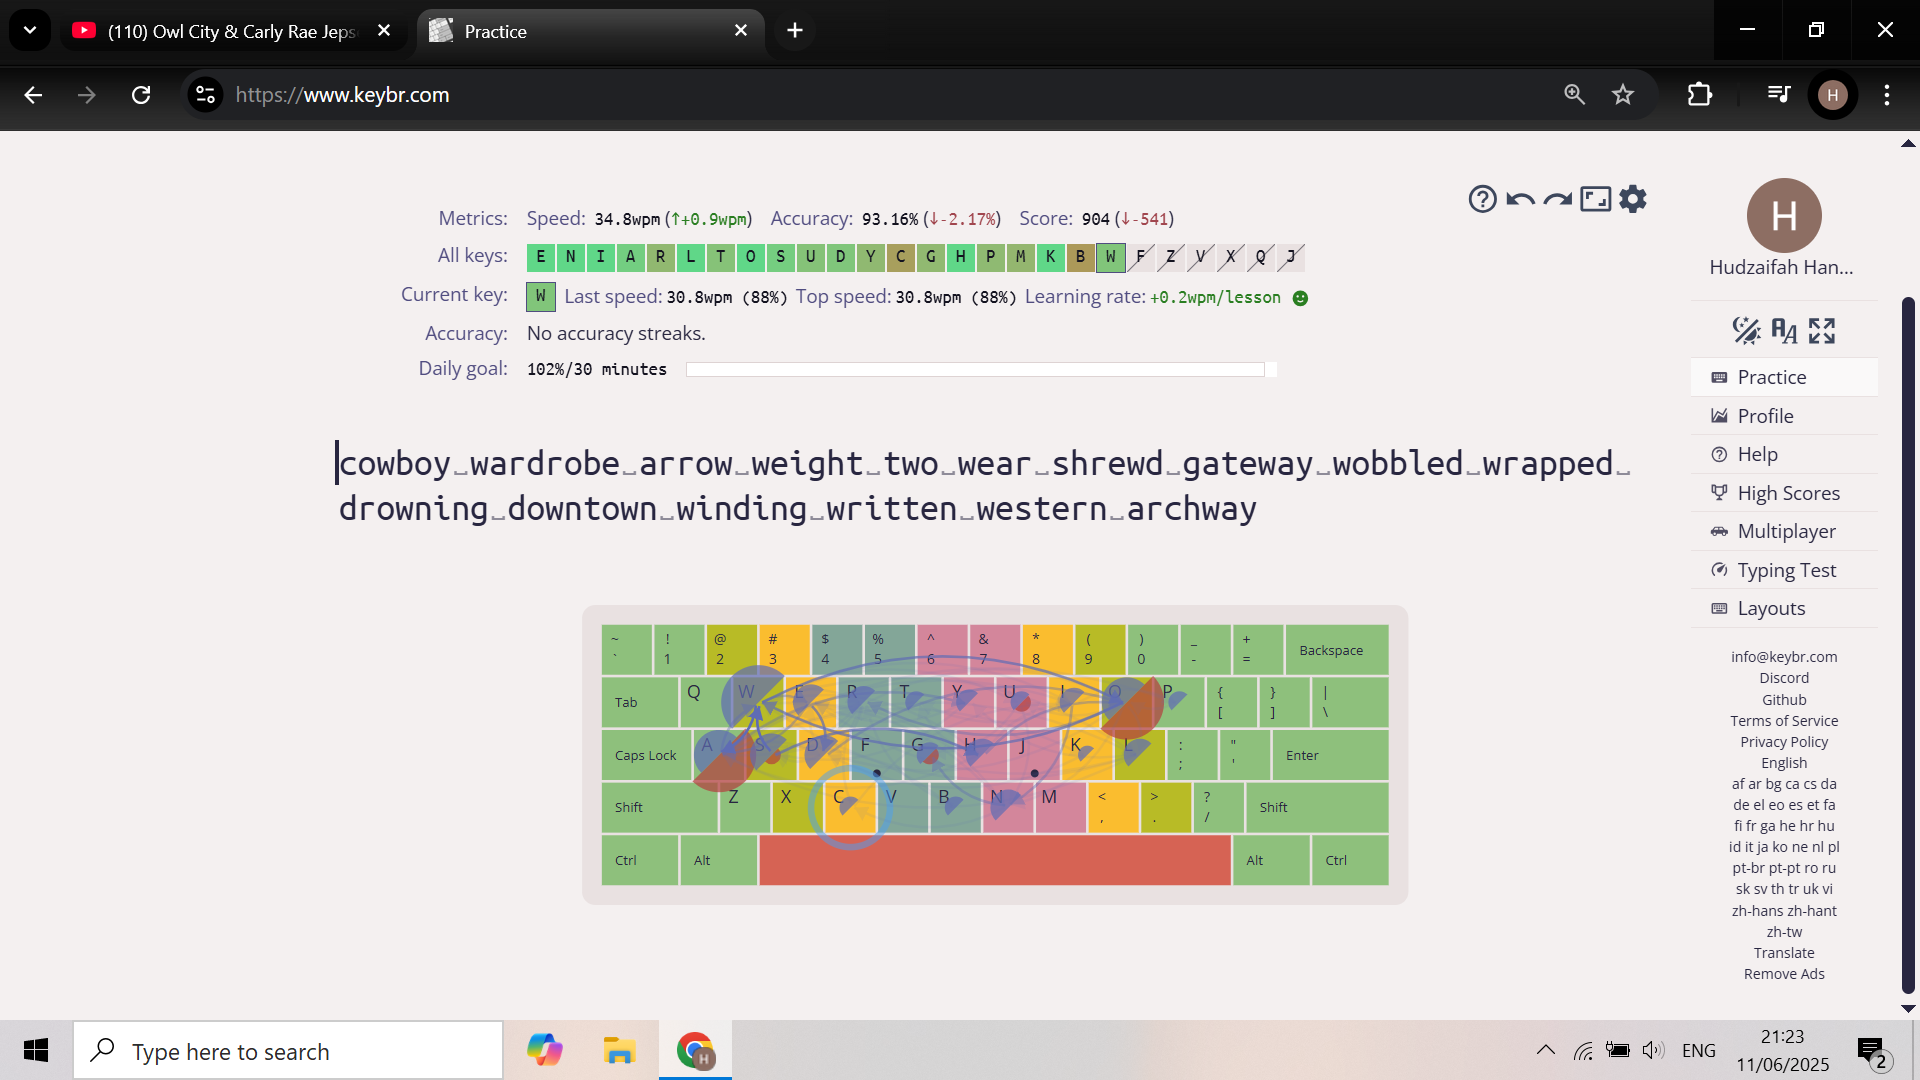 (110) Owl City & Carly Rae Jeps
Practice
https://www.keybr.com
H
Metrics: Speed: 34.8wpm (↑+0.9wpm) Accuracy: 93.16% (↓-2.17%) Score: 904 (↓-541)
All keys: E N I A R L T O S U D Y C G H P M K B W F Z V X Q J
Current key: W Last speed: 30.8wpm (88%) Top speed: 30.8wpm (88%) Learning rate: +0.2wpm/lesson
Accuracy: No accuracy streaks.
Daily goal: 102%/30 minutes
cowboy wardrobe arrow weight two wear shrewd gateway wobbled wrapped
drowning downtown winding written western archway
~ ! @ # $ % ^ & * ( ) _ +
` 1 2 3 4 5 6 7 8 9 0 - = Backspace
Tab Q W E R T Y U I O P { } |
[ ] \
Caps Lock A S D F G H J K L : " Enter
; '
Shift Z X C V B N M < > ? Shift
, . /
Ctrl Alt Alt Ctrl
H
Hudzaifah Han...
Practice
Profile
Help
High Scores
Multiplayer
Typing Test
Layouts
info@keybr.com
Discord
Github
Terms of Service
Privacy Policy
English
af ar bg ca cs da
de el eo es et fa
fi fr ga he hr hu
id it ja ko ne nl pl
pt-br pt-pt ro ru
sk sv th tr uk vi
zh-hans zh-hant
zh-tw
Translate
Remove Ads
Type here to search
H
ENG
21:23
11/06/2025
2